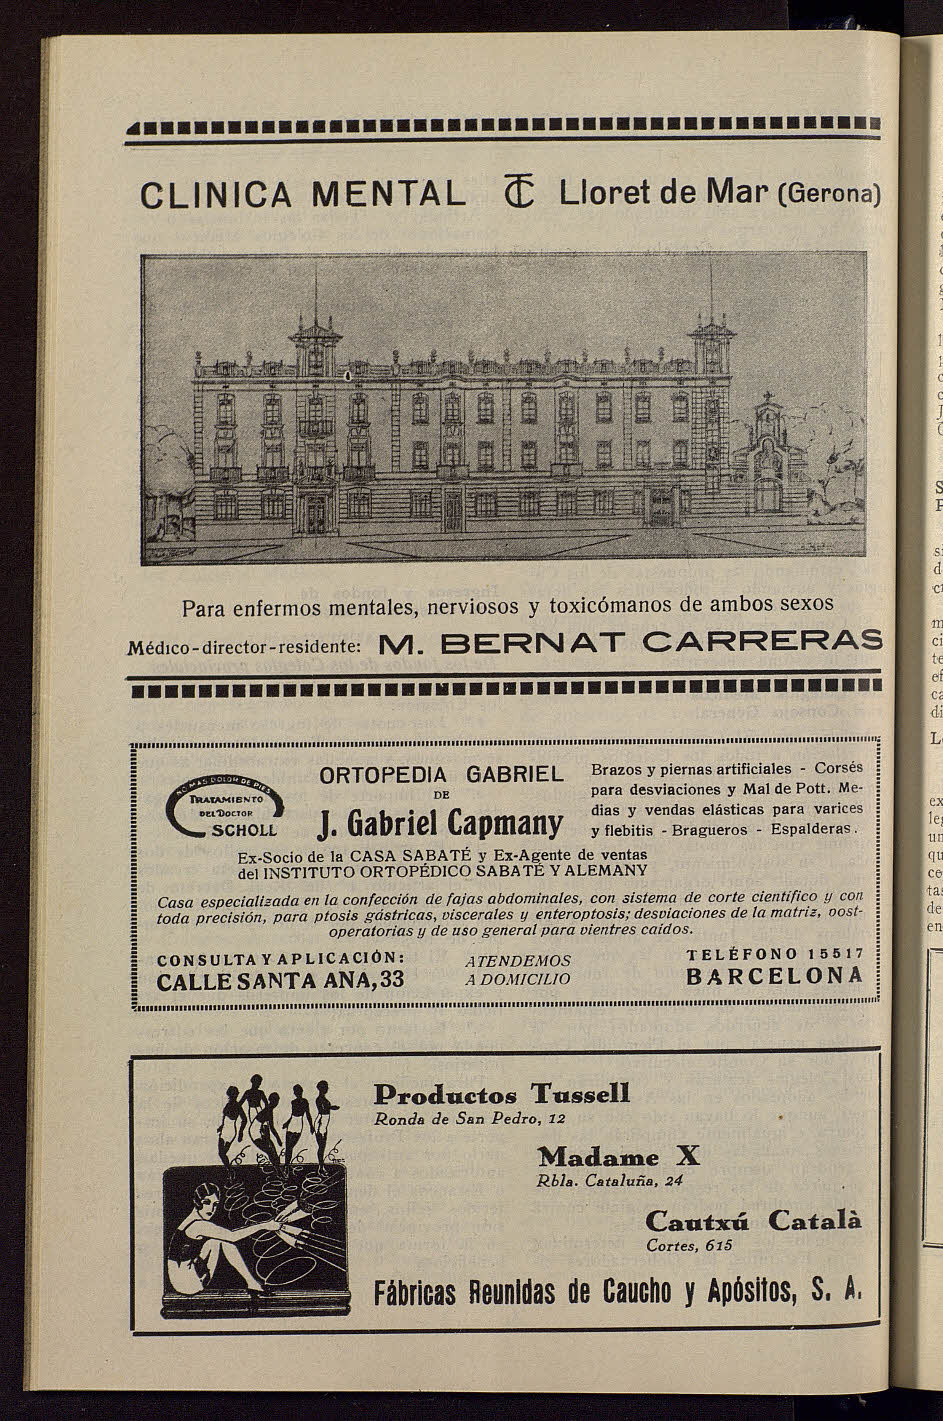 CLINICA MENTAL TC Lloret de Mar (Gerona)
Para enfermos mentales, nerviosos y toxicómanos de ambos sexos
Médico-director-residente: M. BERNAT CARRERAS
NO MAS DOLOR DE PIES
TRATAMIENTO
DEL DOCTOR
SCHOLL
ORTOPEDIA GABRIEL
DE
J. Gabriel Capmany
Brazos y piernas artificiales - Corsés
para desviaciones y Mal de Pott. Me-
dias y vendas elásticas para varices
y flebitis - Bragueros - Espalderas.
Ex-Socio de la CASA SABATÉ y Ex-Agente de ventas
del INSTITUTO ORTOPÉDICO SABATÉ Y ALEMANY
Casa especializada en la confección de fajas abdominales, con sistema de corte científico y con
toda precisión, para ptosis gástricas, viscerales y enteroptosis; desviaciones de la matriz, post-
operatorias y de uso general para vientres caídos.
CONSULTA Y APLICACIÓN:
CALLE SANTA ANA, 33
ATENDEMOS
A DOMICILIO
TELÉFONO 15517
BARCELONA
Productos Tussell
Ronda de San Pedro, 12
Madame X
Rbla. Cataluña, 24
Cautxú Català
Cortes, 615
Fábricas Reunidas de Caucho y Apósitos, S. A.